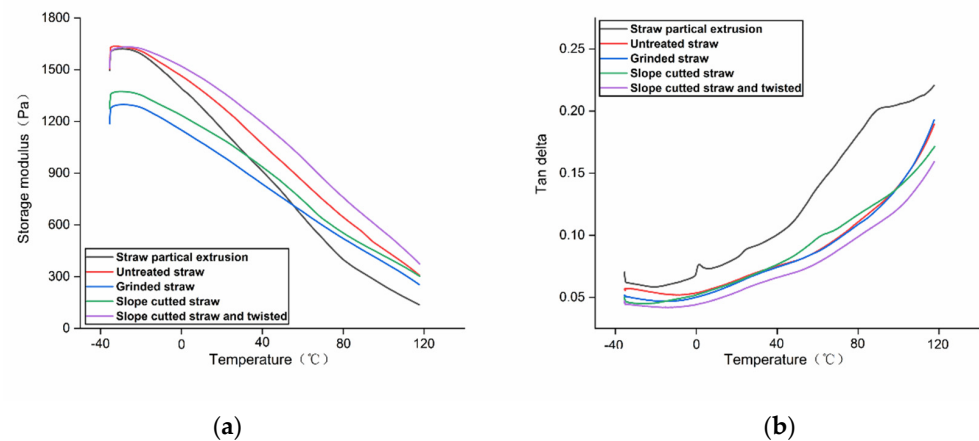 1800
1500
1200
900
600
300
0
Storage modulus（Pa）
Straw partical extrusion
Untreated straw
Grinded straw
Slope cutted straw
Slope cutted straw and twisted
-40 0 40 80 120
Temperature（℃）
(a)
0.25
0.20
0.15
0.10
0.05
Tan delta
Straw partical extrusion
Untreated straw
Grinded straw
Slope cutted straw
Slope cutted straw and twisted
-40 0 40 80 120
Temperature（℃）
(b)